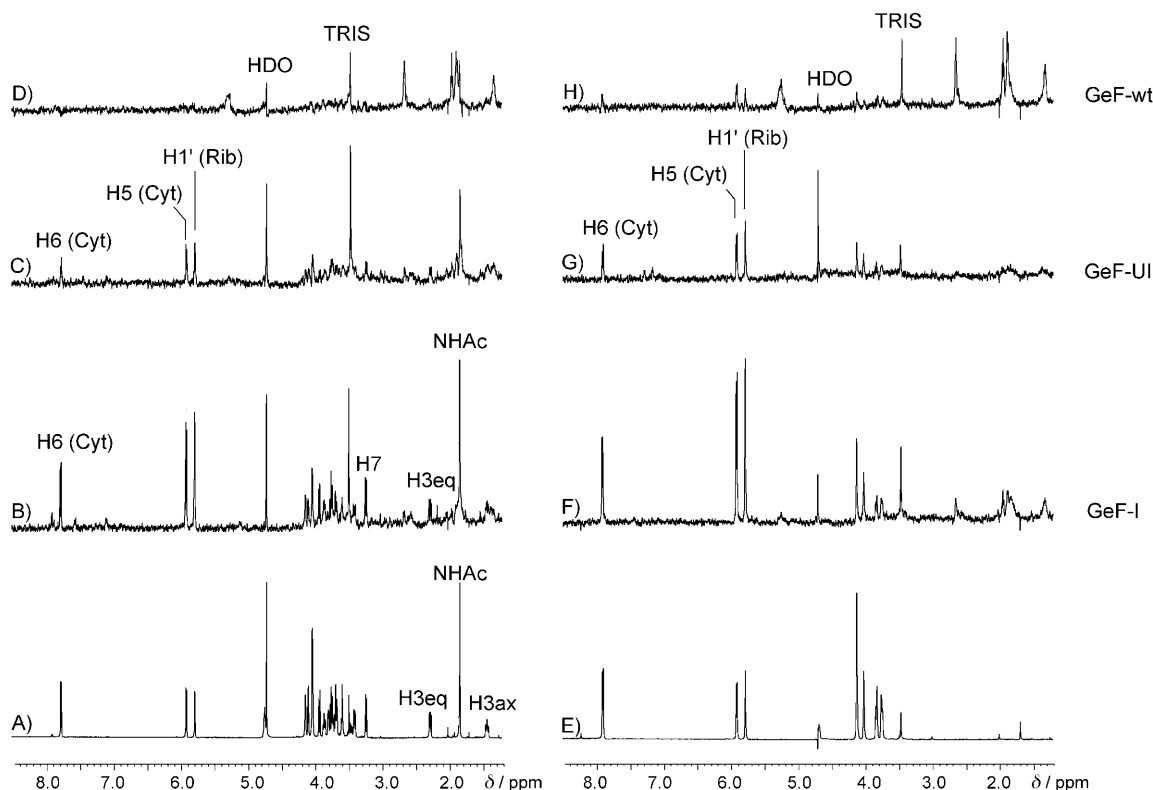 TRIS
HDO
D)
TRIS
HDO
H)
GeF-wt
H1' (Rib)
H5 (Cyt)
H6 (Cyt)
C)
H1' (Rib)
H5 (Cyt)
H6 (Cyt)
G)
GeF-UI
NHAc
H6 (Cyt)
H7
H3eq
B)
F)
GeF-I
NHAc
H3eq
H3ax
A)
E)
8.0 7.0 6.0 5.0 4.0 3.0 2.0 δ / ppm
8.0 7.0 6.0 5.0 4.0 3.0 2.0 δ / ppm